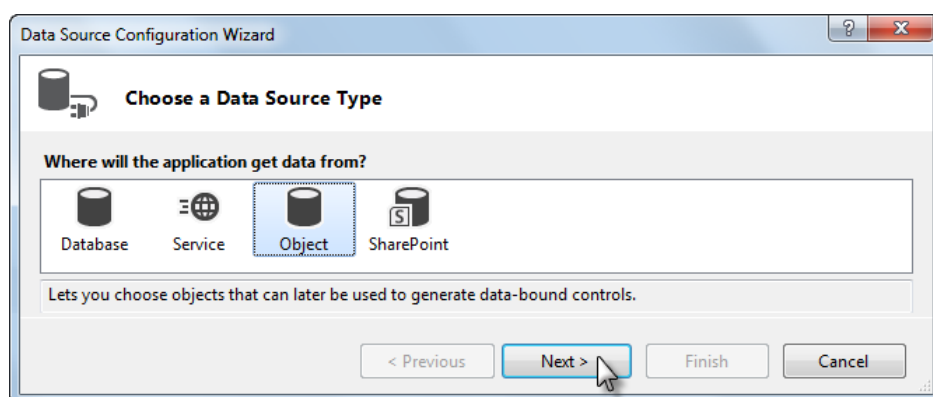 Data Source Configuration Wizard
?
X
Choose a Data Source Type
Where will the application get data from?
Database Service Object SharePoint
S
Lets you choose objects that can later be used to generate data-bound controls.
< Previous Next > Finish Cancel